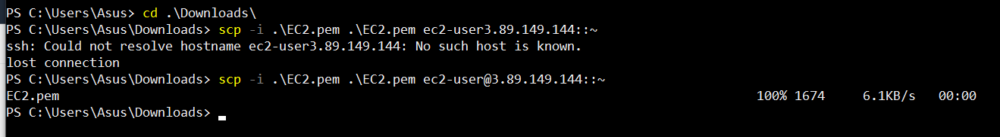 PS C:\Users\Asus> cd .\Downloads\
PS C:\Users\Asus\Downloads> scp -i .\EC2.pem .\EC2.pem ec2-user3.89.149.144::~
ssh: Could not resolve hostname ec2-user3.89.149.144: No such host is known.
lost connection
PS C:\Users\Asus\Downloads> scp -i .\EC2.pem .\EC2.pem ec2-user@3.89.149.144::~
EC2.pem 100% 1674 6.1KB/s 00:00
PS C:\Users\Asus\Downloads>